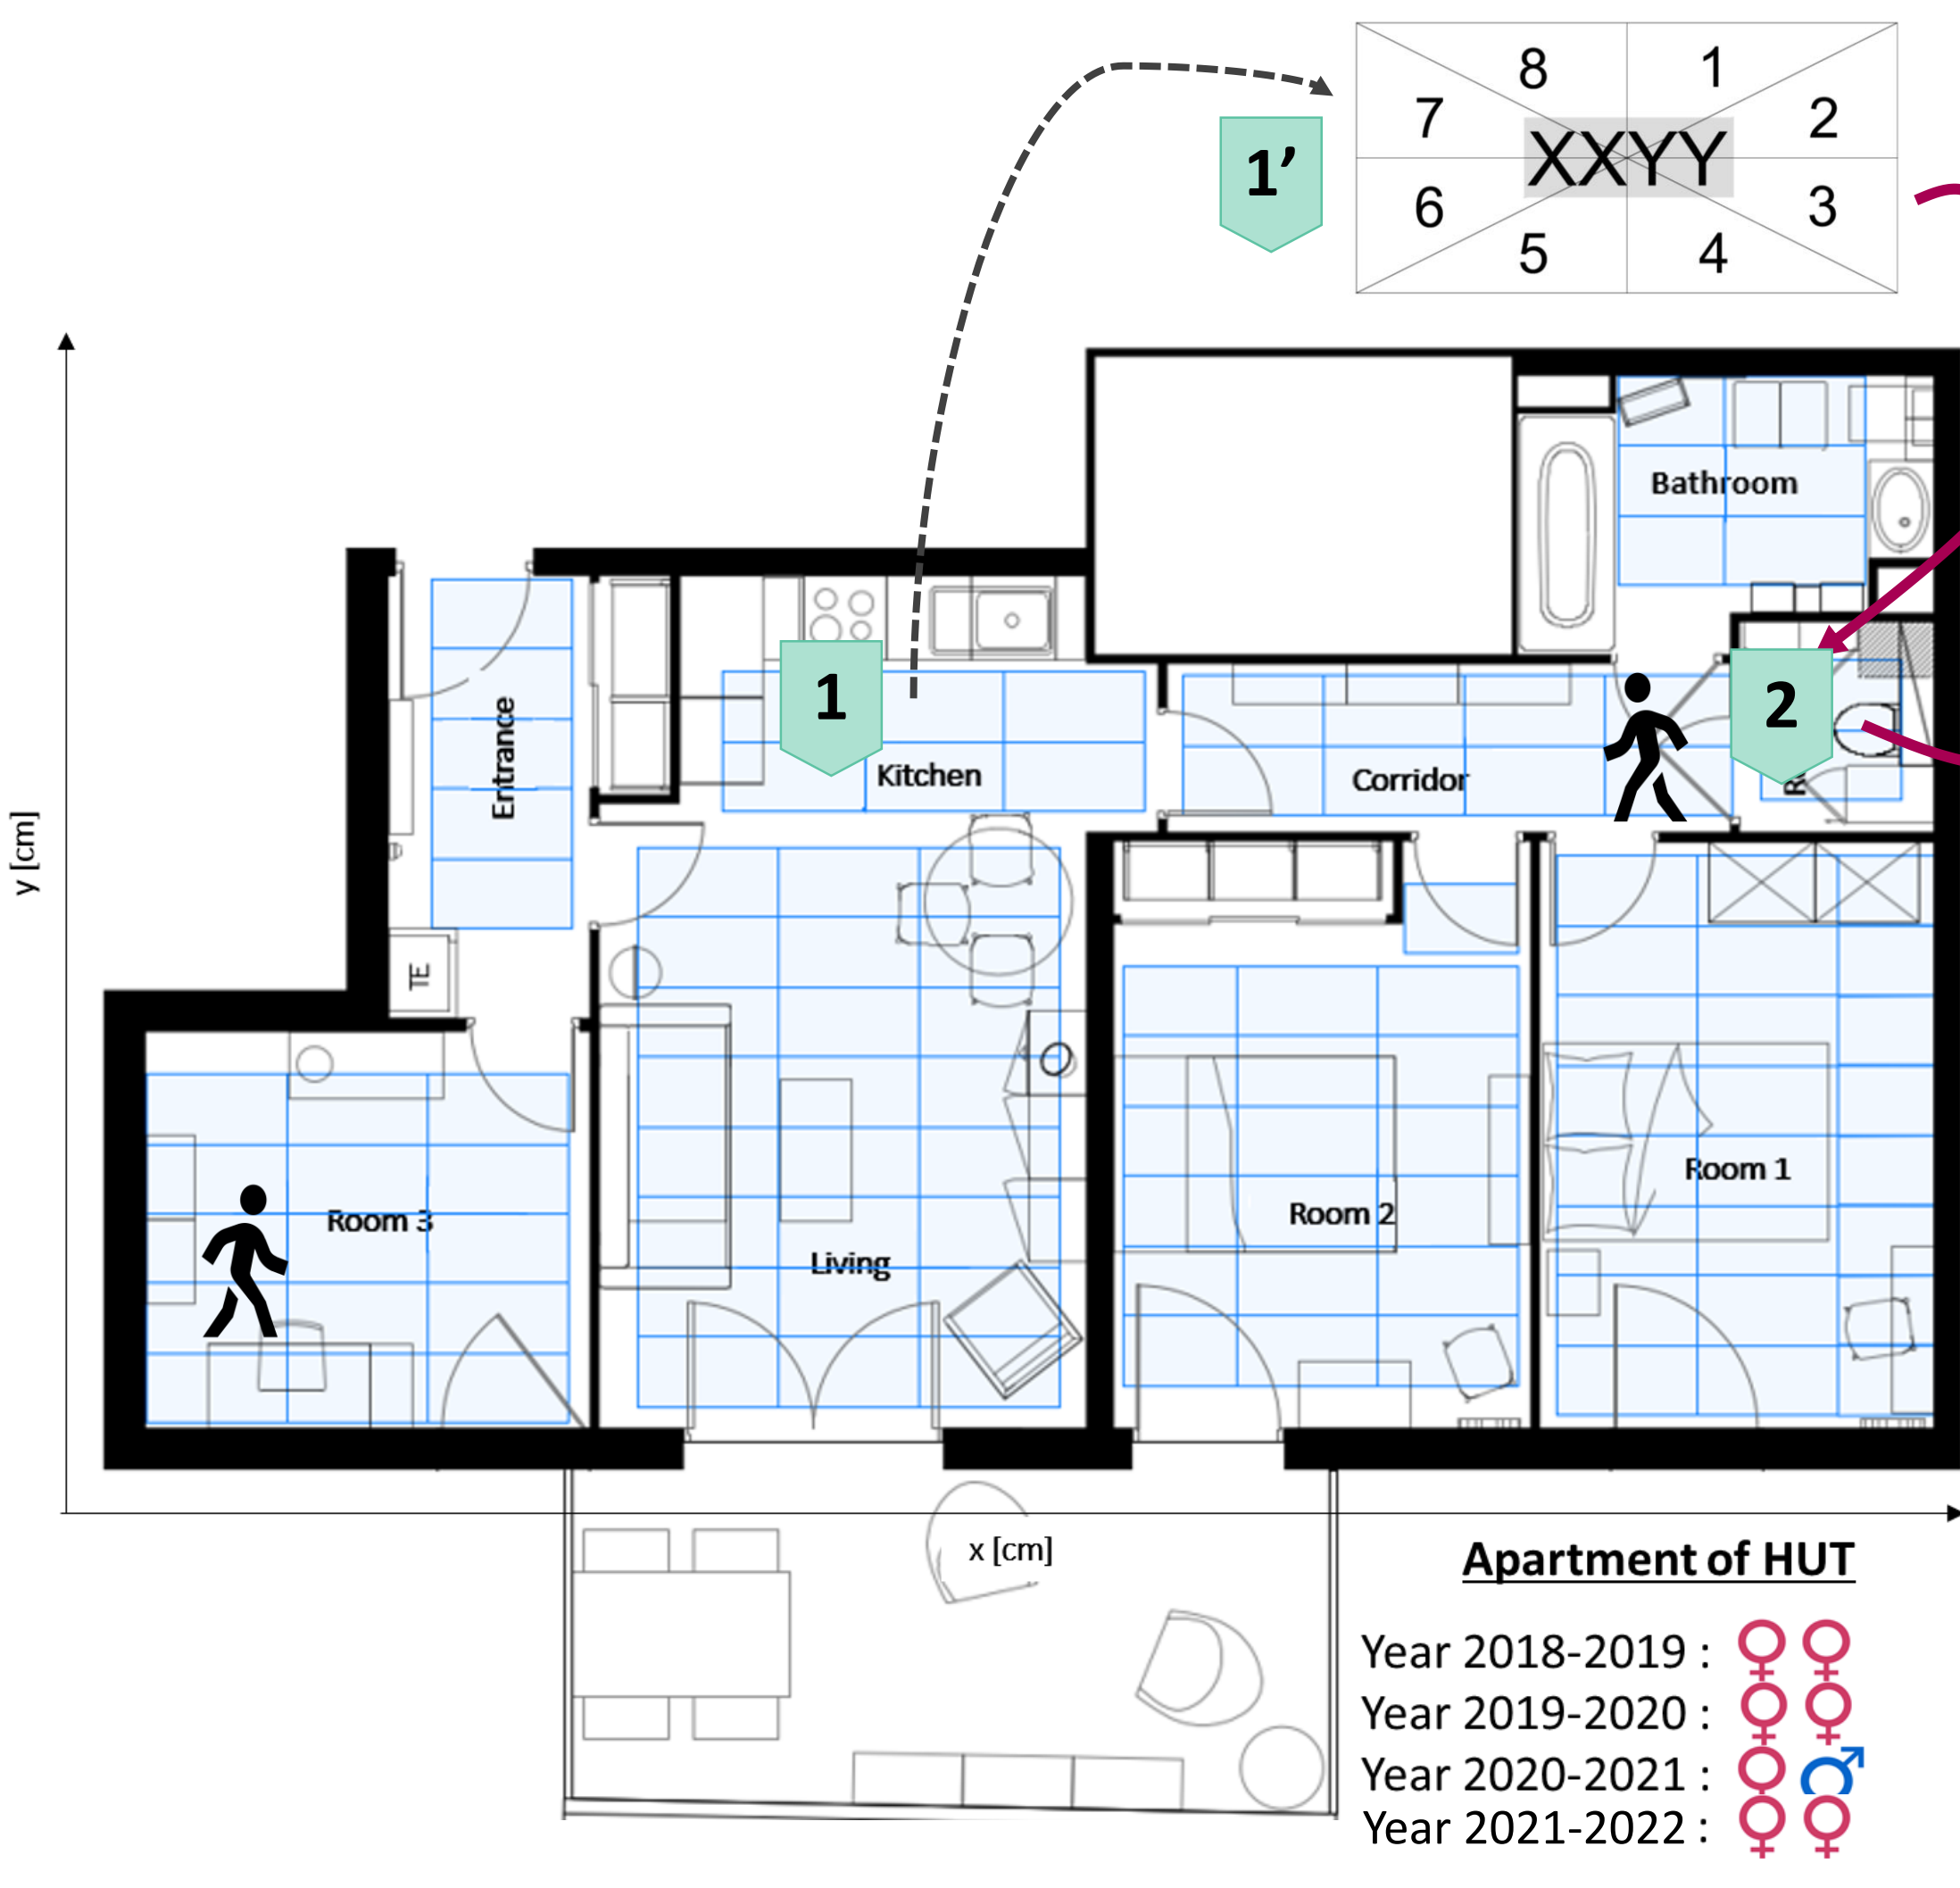 8 1
7 2
XXYY
6 3
5 4
1’
Bathroom
1
2
Entrance
Kitchen
Corridor
R
y [cm]
TE
Room 3
Room 1
Room 2
Living
x [cm]
Apartment of HUT
Year 2018-2019 : ♀ ♀
Year 2019-2020 : ♀ ♀
Year 2020-2021 : ♀ ♂
Year 2021-2022 : ♀ ♀